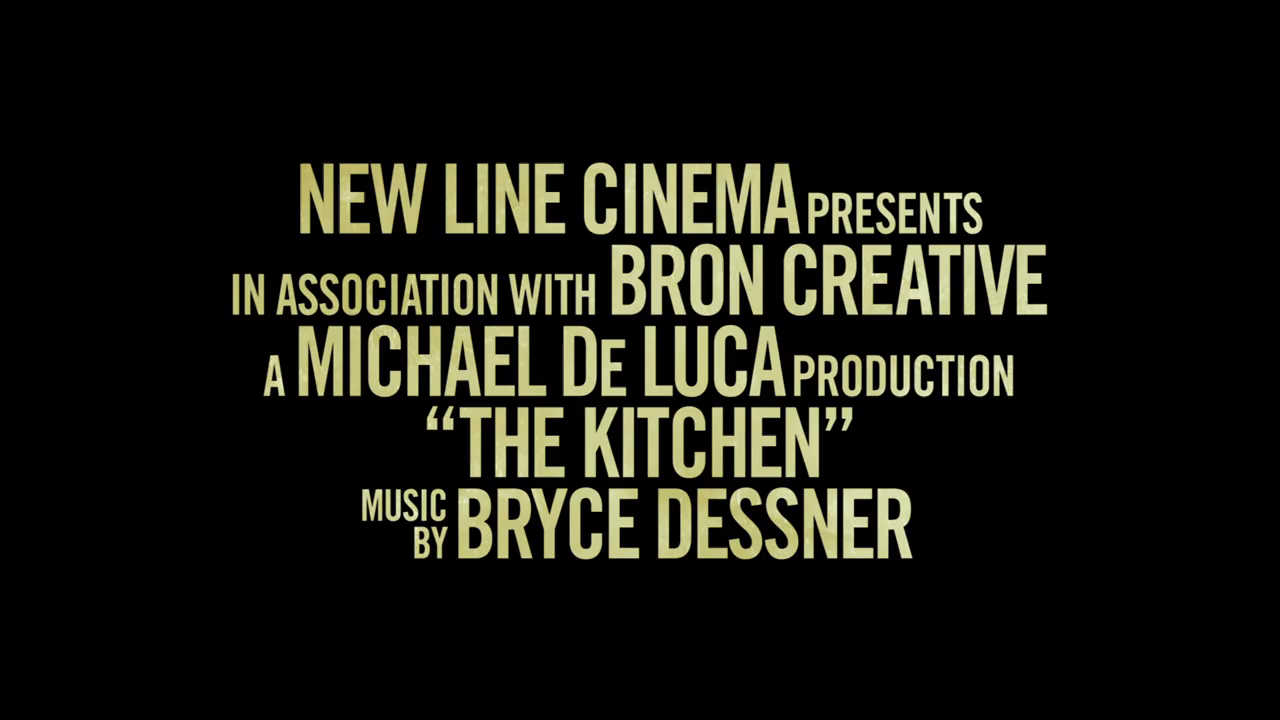 NEW LINE CINEMA PRESENTS
IN ASSOCIATION WITH BRON CREATIVE
A MICHAEL DE LUCA PRODUCTION
“THE KITCHEN”
MUSIC BY BRYCE DESSNER